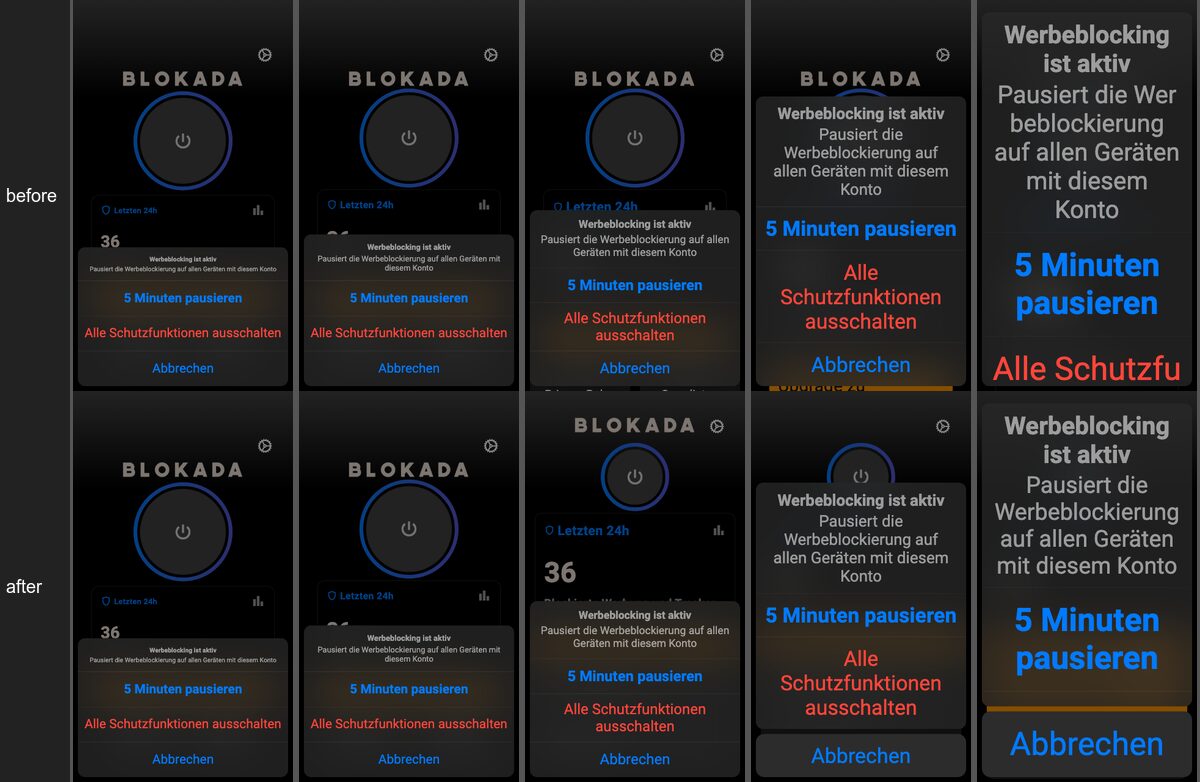 before
BLOKADA
Letzten 24h
36
Werbeblocking ist aktiv
Pausiert die Werbeblockierung auf allen Geräten mit diesem Konto
5 Minuten pausieren
Alle Schutzfunktionen ausschalten
Abbrechen
BLOKADA
Letzten 24h
36
Werbeblocking ist aktiv
Pausiert die Werbeblockierung auf allen Geräten mit
diesem Konto
5 Minuten pausieren
Alle Schutzfunktionen ausschalten
Abbrechen
BLOKADA
Letzten 24h
Werbeblocking ist aktiv
Pausiert die Werbeblockierung auf allen
Geräten mit diesem Konto
5 Minuten pausieren
Alle Schutzfunktionen
ausschalten
Abbrechen
BLOKADA
Werbeblocking ist aktiv
Pausiert die
Werbeblockierung auf
allen Geräten mit diesem
Konto
5 Minuten pausieren
Alle
Schutzfunktionen
ausschalten
Abbrechen
Upgrade zu
Werbeblocking
ist aktiv
Pausiert die Wer
beblockierung
auf allen Geräten
mit diesem
Konto
5 Minuten
pausieren
Alle Schutzfu
after
BLOKADA
Letzten 24h
36
Werbeblocking ist aktiv
Pausiert die Werbeblockierung auf allen Geräten mit diesem Konto
5 Minuten pausieren
Alle Schutzfunktionen ausschalten
Abbrechen
BLOKADA
Letzten 24h
36
Werbeblocking ist aktiv
Pausiert die Werbeblockierung auf allen Geräten mit
diesem Konto
5 Minuten pausieren
Alle Schutzfunktionen ausschalten
Abbrechen
BLOKADA
Letzten 24h
36
Werbeblocking ist aktiv
Pausiert die Werbeblockierung auf allen
Geräten mit diesem Konto
5 Minuten pausieren
Alle Schutzfunktionen
ausschalten
Abbrechen
Werbeblocking ist aktiv
Pausiert die
Werbeblockierung auf
allen Geräten mit diesem
Konto
5 Minuten pausieren
Alle
Schutzfunktionen
ausschalten
Abbrechen
Werbeblocking
ist aktiv
Pausiert die
Werbeblockierung
auf allen Geräten
mit diesem Konto
5 Minuten
pausieren
Abbrechen